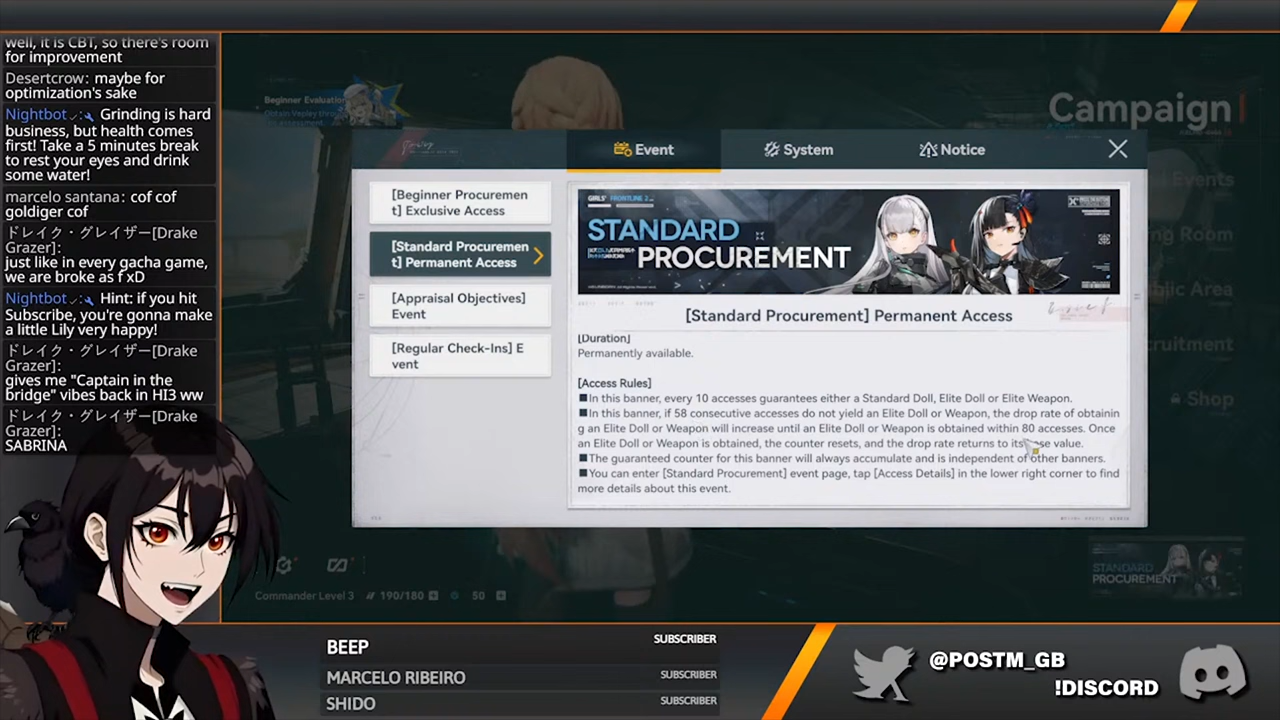 well, it is CBT, so there's room
for improvement
Desertcrow: maybe for
optimization's sake
Nightbot: Grinding is hard
business, but health comes
first! Take a 5 minutes break
to rest your eyes and drink
some water!
marcelo santana: cof cof
goldiger cof
ドレイク・グレイザー[Drake
Grazer]:
just like in every gacha game,
we are broke as f xD
Nightbot: Hint: if you hit
Subscribe, you're gonna make
a little Lily very happy!
ドレイク・グレイザー[Drake
Grazer]:
gives me "Captain in the
bridge" vibes back in HI3 ww
ドレイク・グレイザー[Drake
Grazer]:
SABRINA
Beginner Evaluation
Campaign
Event
System
Notice
[Beginner Procuremen
t] Exclusive Access
[Standard Procuremen
t] Permanent Access
[Appraisal Objectives]
Event
[Regular Check-Ins] E
vent
GIRLS' FRONTLINE 2
STANDARD
PROCUREMENT
[Standard Procurement] Permanent Access
[Duration]
Permanently available.
[Access Rules]
■In this banner, every 10 accesses guarantees either a Standard Doll, Elite Doll or Elite Weapon.
■In this banner, if 58 consecutive accesses do not yield an Elite Doll or Weapon, the drop rate of obtainin
g an Elite Doll or Weapon will increase until an Elite Doll or Weapon is obtained within 80 accesses. Once
an Elite Doll or Weapon is obtained, the counter resets, and the drop rate returns to its base value.
■The guaranteed counter for this banner will always accumulate and is independent of other banners.
■You can enter [Standard Procurement] event page, tap [Access Details] in the lower right corner to find
more details about this event.
Events
Room
Area
Shop
Commander Level 3
190/180
50
STANDARD
PROCUREMENT
BEEP SUBSCRIBER
MARCELO RIBEIRO SUBSCRIBER
SHIDO SUBSCRIBER
@POSTM_GB
!DISCORD